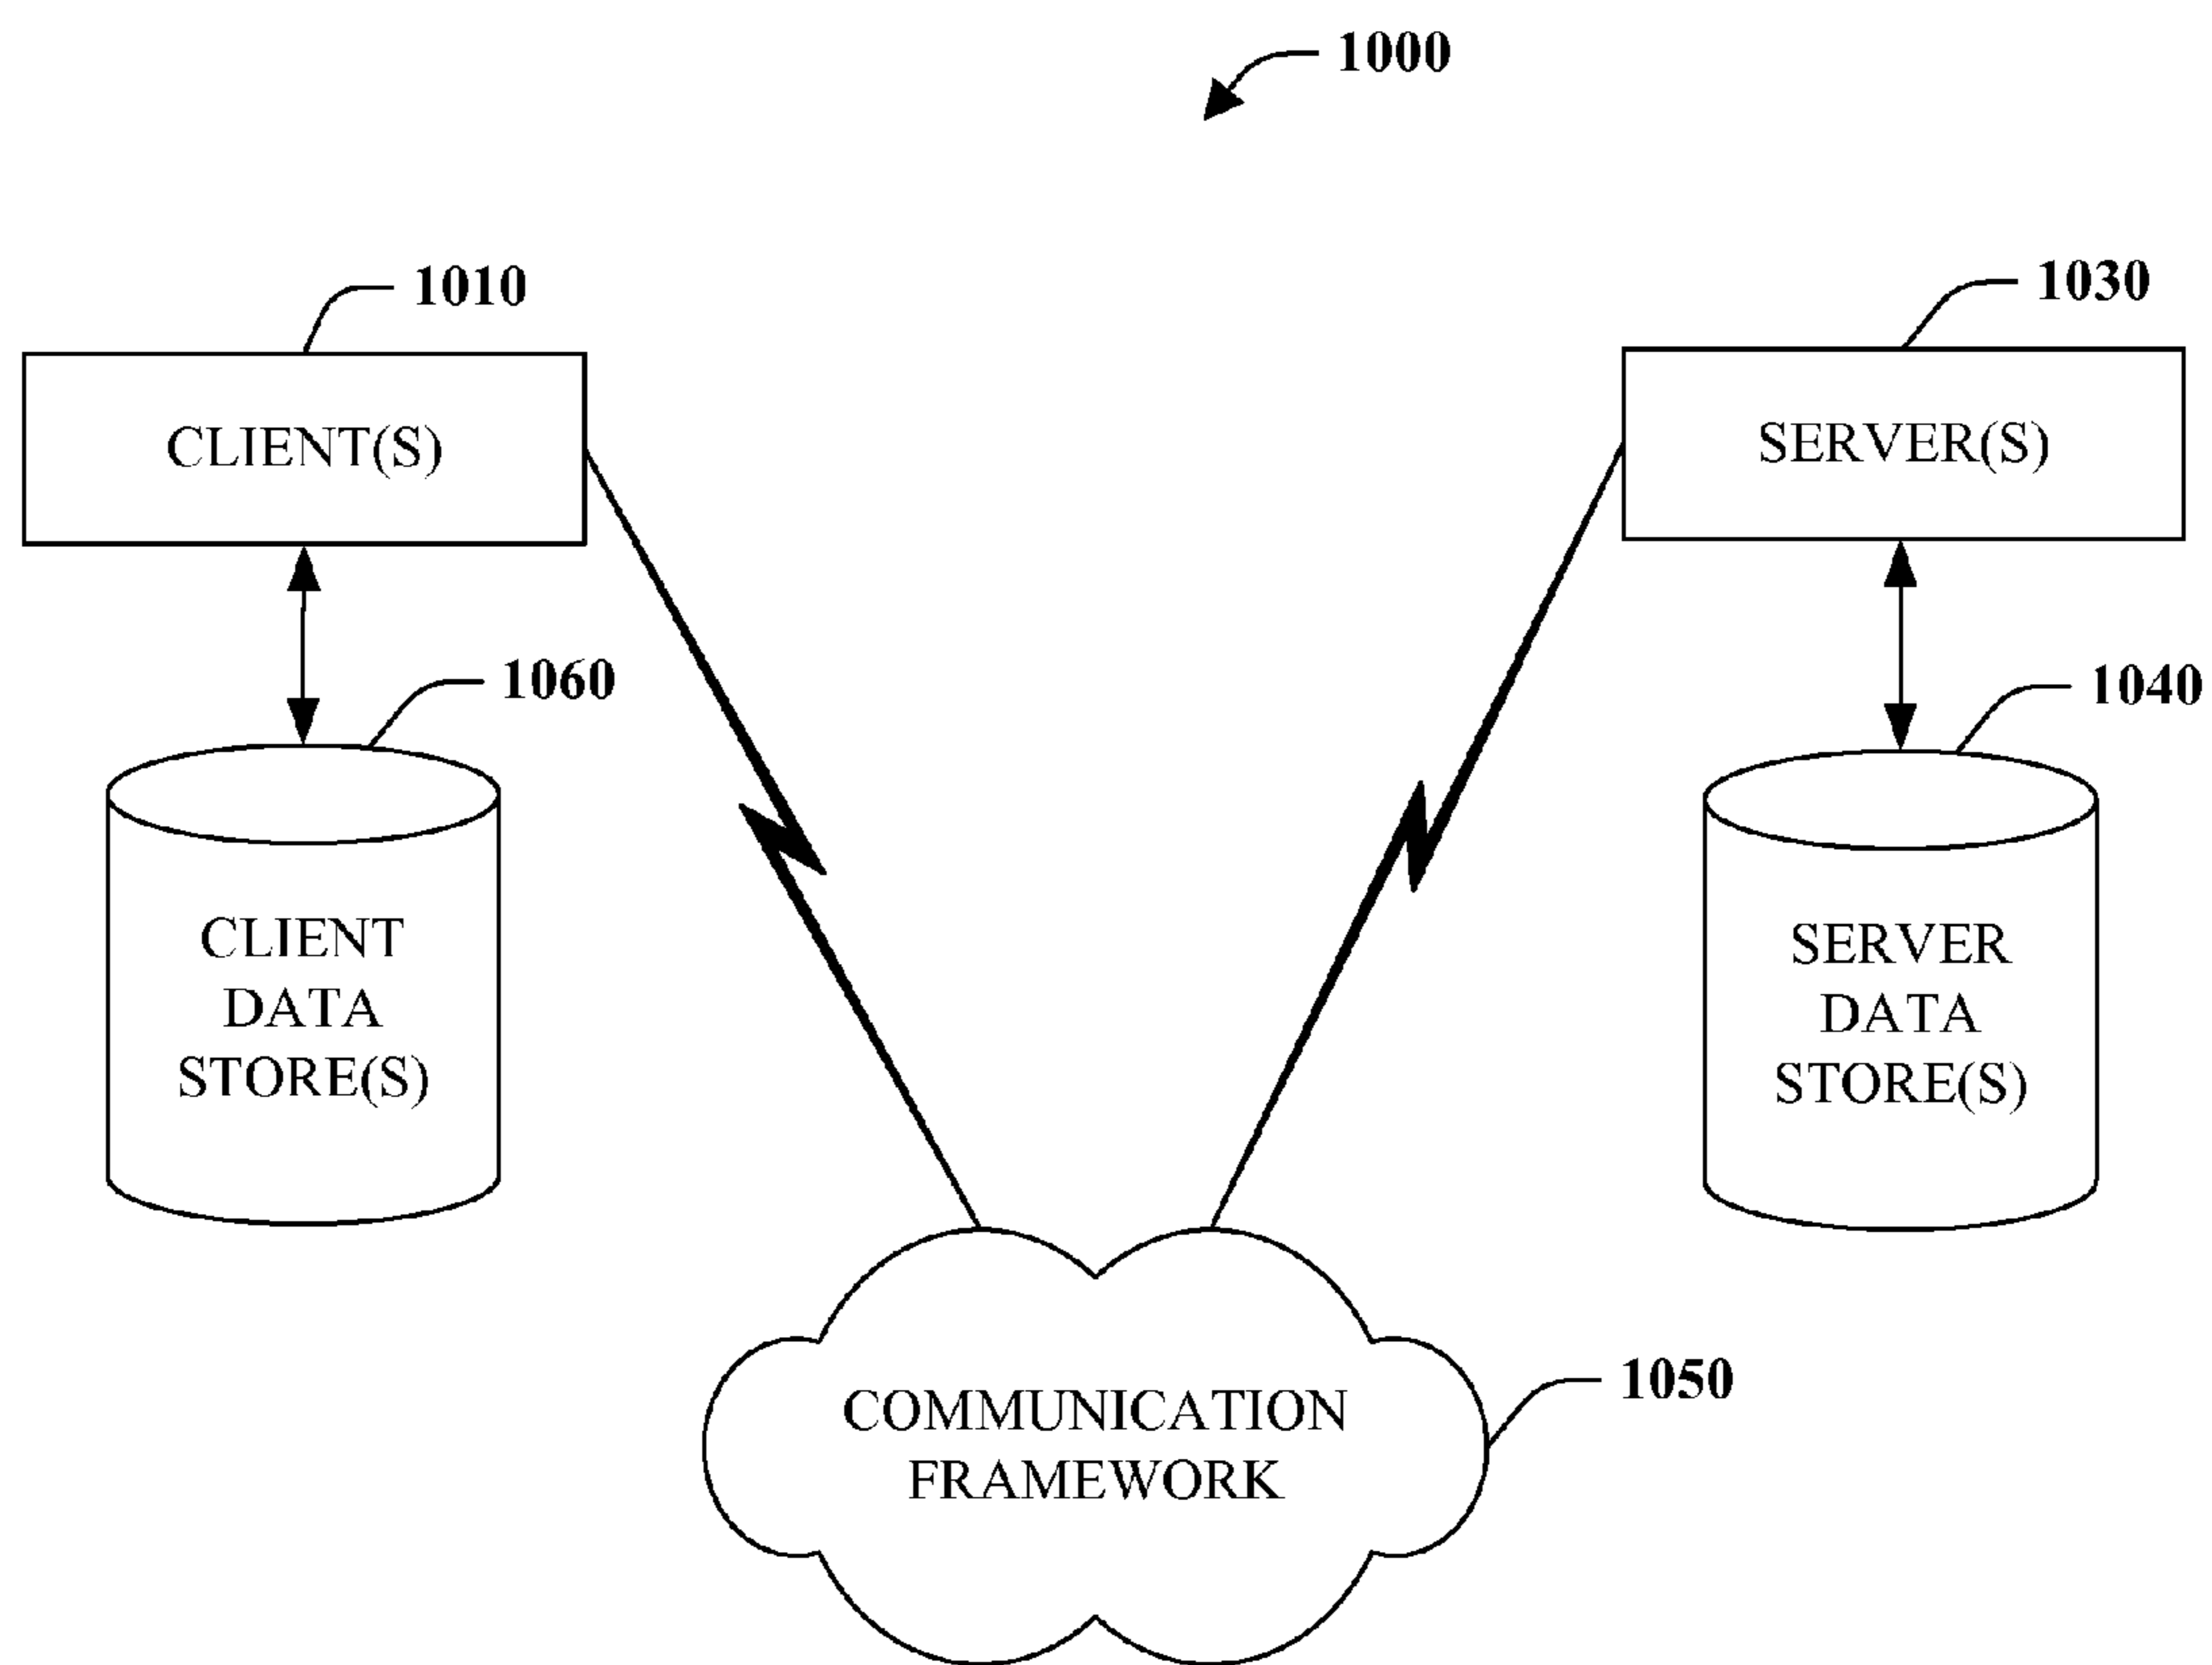 1000
1010
1030
CLIENT(S)
SERVER(S)
1060
1040
CLIENT
DATA
STORE(S)
SERVER
DATA
STORE(S)
1050
COMMUNICATION
FRAMEWORK